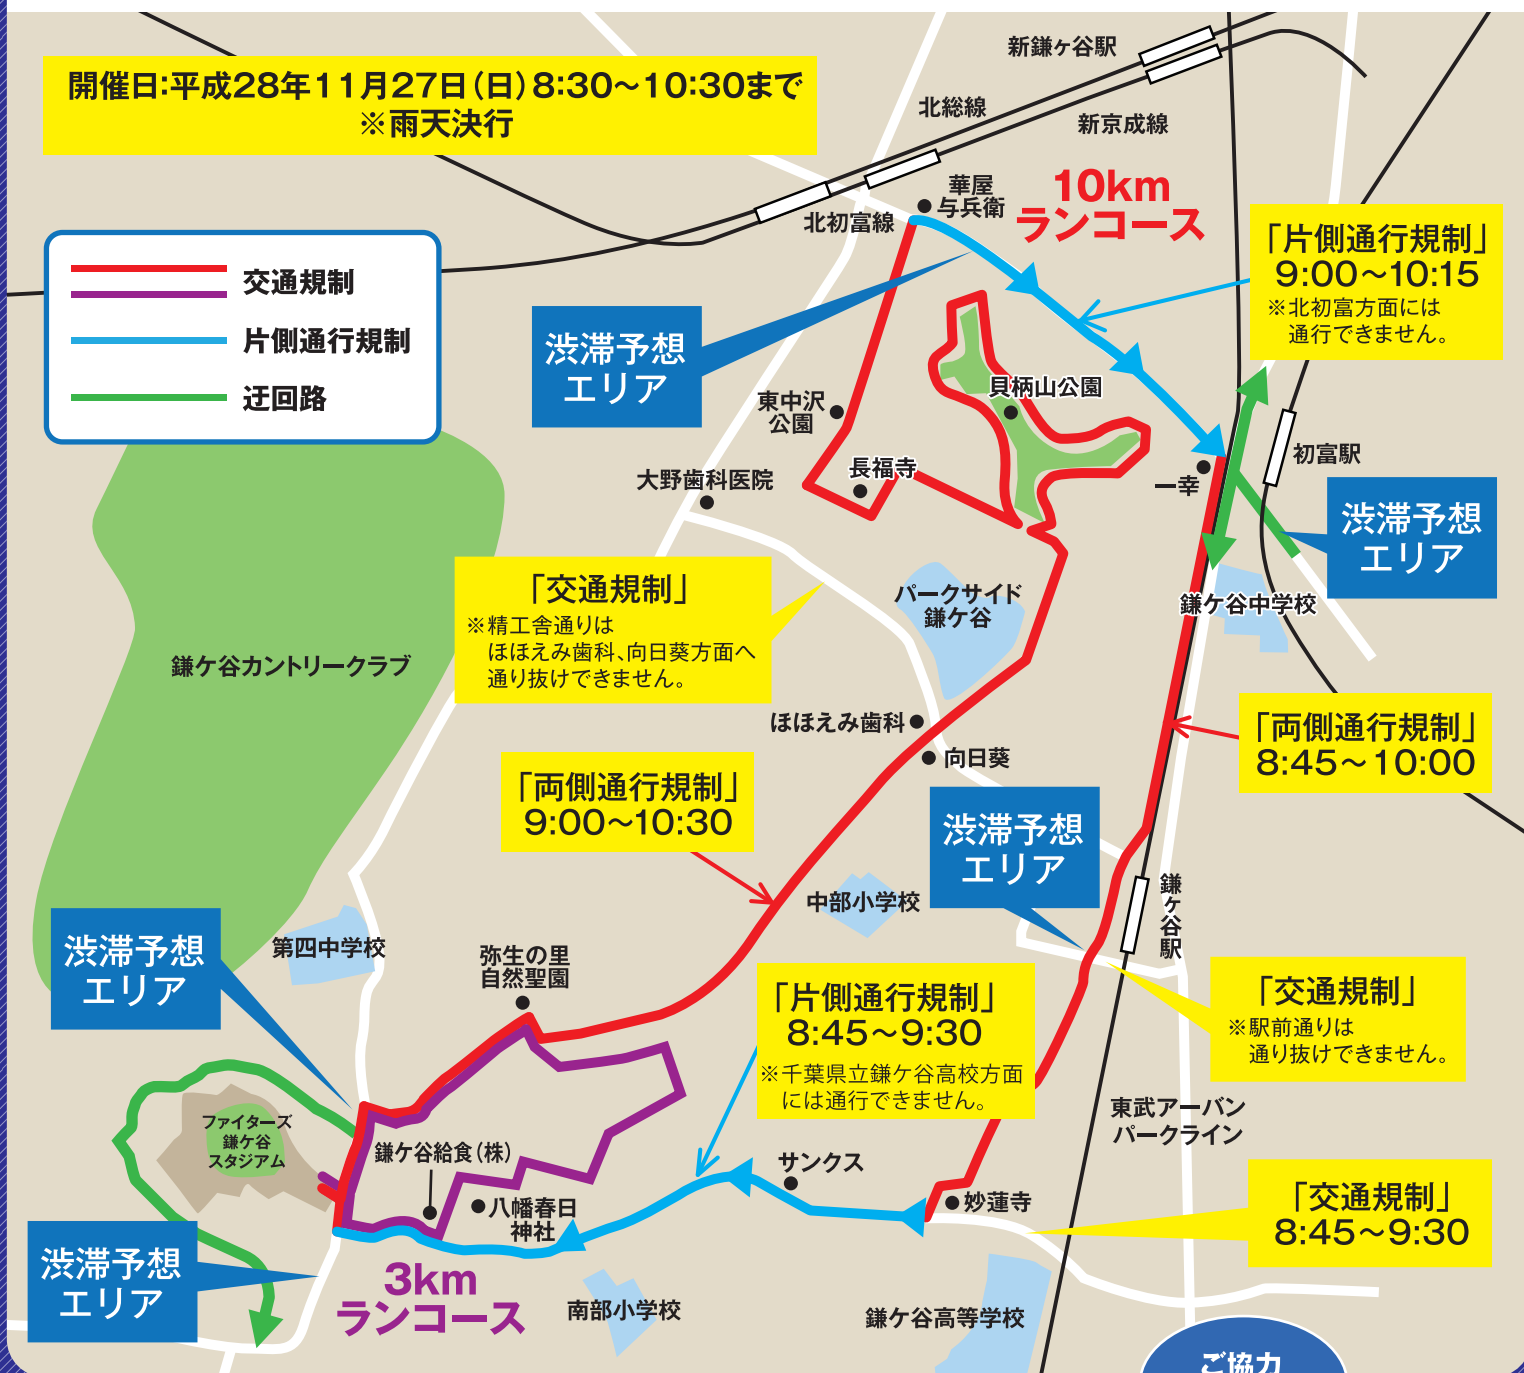 開催日:平成28年11月27日(日)8:30〜10:30まで
※雨天決行
新鎌ヶ谷駅
北総線
新京成線
北初富線
華屋
与兵衛
10km
ランコース
「片側通行規制」
9:00〜10:15
※北初富方面には
通行できません。
交通規制
片側通行規制
迂回路
渋滞予想
エリア
東中沢
公園
貝柄山公園
長福寺
大野歯科医院
一幸
初富駅
渋滞予想
エリア
「交通規制」
※精工舎通りは
ほほえみ歯科、向日葵方面へ
通り抜けできません。
パークサイド
鎌ケ谷
鎌ケ谷中学校
鎌ケ谷カントリークラブ
ほほえみ歯科
向日葵
「両側通行規制」
8:45〜10:00
「両側通行規制」
9:00〜10:30
渋滞予想
エリア
中部小学校
鎌ヶ谷駅
渋滞予想
エリア
第四中学校
弥生の里
自然聖園
「片側通行規制」
8:45〜9:30
※千葉県立鎌ケ谷高校方面
には通行できません。
「交通規制」
※駅前通りは
通り抜けできません。
東武アーバン
パークライン
ファイターズ
鎌ケ谷
スタジアム
鎌ケ谷給食(株)
サンクス
八幡春日
神社
妙蓮寺
「交通規制」
8:45〜9:30
渋滞予想
エリア
3km
ランコース
南部小学校
鎌ケ谷高等学校
ご協力